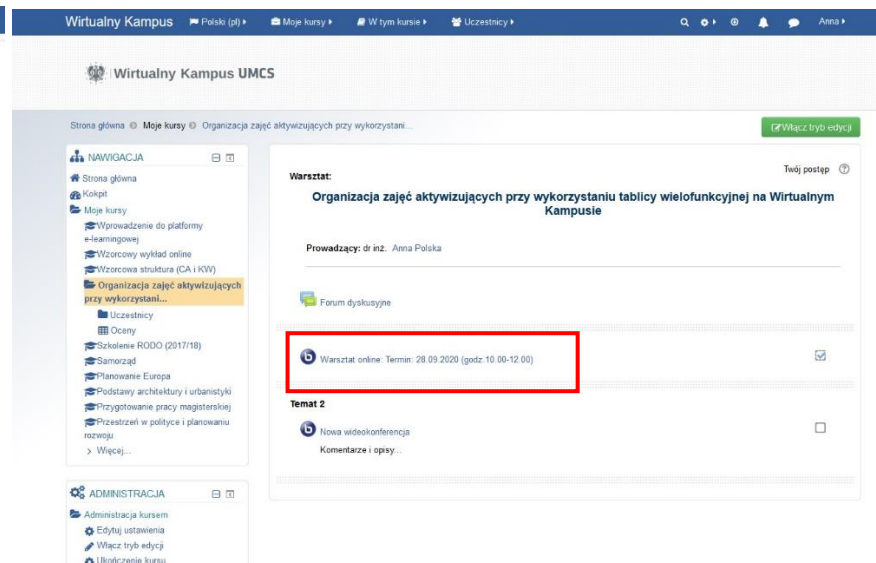 Wirtualny Kampus Polski (pl) Moje kursy W tym kursie Uczestnicy Anna
Wirtualny Kampus UMCS
Strona główna Moje kursy Organizacja zajęć aktywizujących przy wykorzystani...
Włącz tryb edycji
NAWIGACJA
Strona główna
Kokpit
Moje kursy
Wprowadzenie do platformy
e-learningowej
Wzorcowy wykład online
Wzorcowa struktura (CA i KW)
Organizacja zajęć aktywizujących
przy wykorzystani...
Uczestnicy
Oceny
Szkolenie RODO (2017/18)
Samorząd
Planowanie Europa
Podstawy architektury i urbanistyki
Przygotowanie pracy magisterskiej
Przestrzeń w polityce i planowaniu
rozwoju
> Więcej...
ADMINISTRACJA
Administracja kursem
Edytuj ustawienia
Włącz tryb edycji
Ukończenie kursu
Twój postęp
Warsztat:
Organizacja zajęć aktywizujących przy wykorzystaniu tablicy wielofunkcyjnej na Wirtualnym
Kampusie
Prowadzący: dr inż. Anna Polska
Forum dyskusyjne
Warsztat online: Termin: 28.09.2020 (godz.10.00-12.00)
Temat 2
Nowa wideokonferencja
Komentarze i opisy...